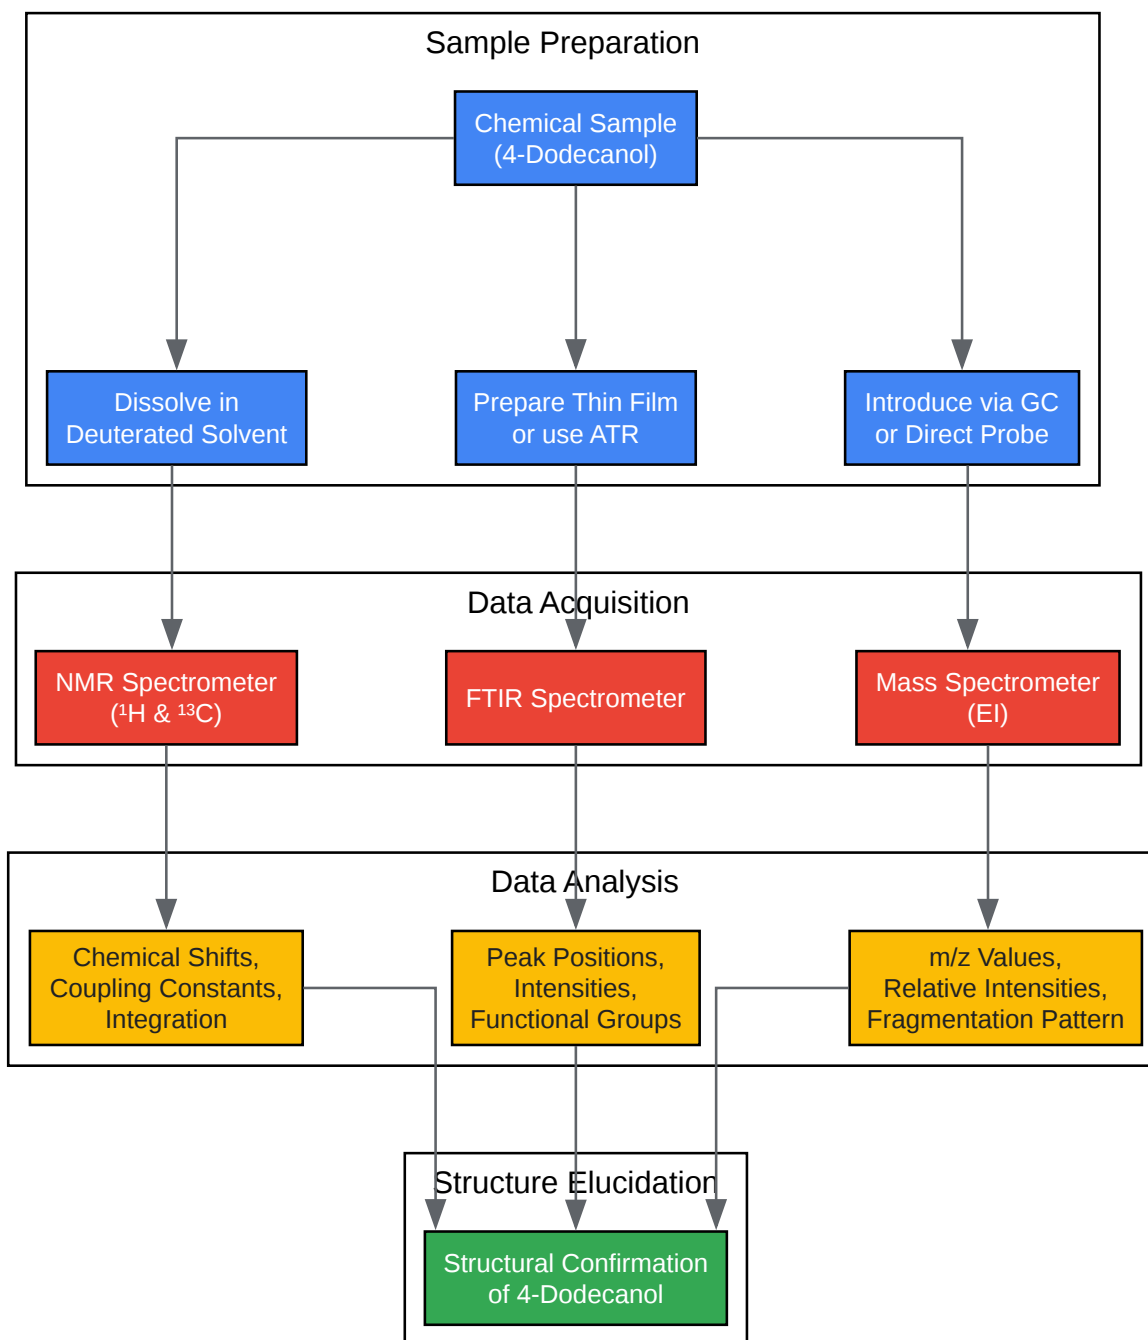 Sample Preparation
Chemical Sample
(4-Dodecanol)
Dissolve in
Deuterated Solvent
Prepare Thin Film
or use ATR
Introduce via GC
or Direct Probe
Data Acquisition
NMR Spectrometer
(¹H & ¹³C)
FTIR Spectrometer
Mass Spectrometer
(EI)
Data Analysis
Chemical Shifts,
Coupling Constants,
Integration
Peak Positions,
Intensities,
Functional Groups
m/z Values,
Relative Intensities,
Fragmentation Pattern
Structure Elucidation
Structural Confirmation
of 4-Dodecanol